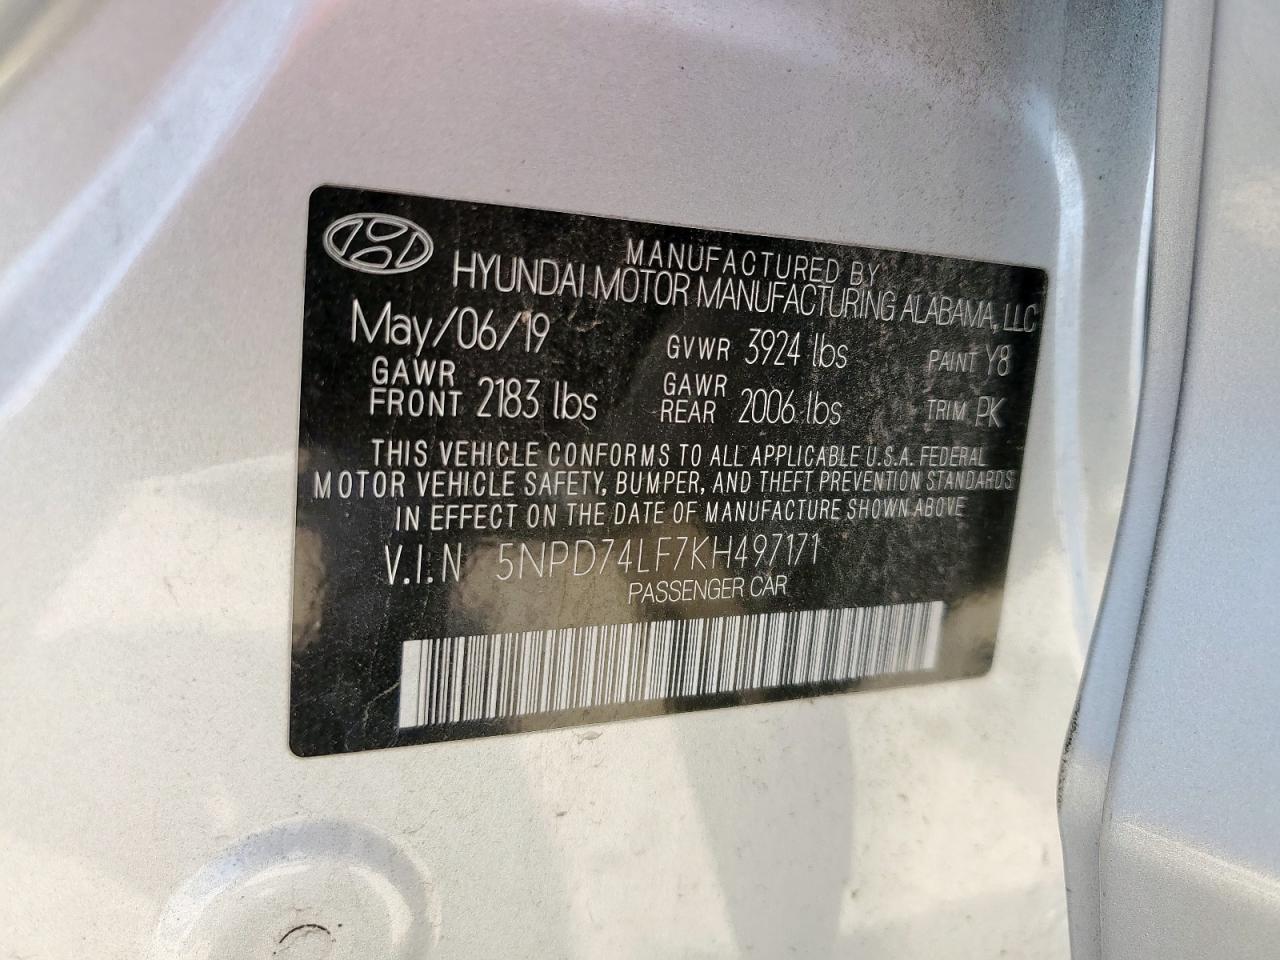 MANUFACTURED BY
HYUNDAI MOTOR MANUFACTURING ALABAMA, LLC
May/06/19 GVWR 3924 lbs PAINT Y8
GAWR FRONT 2183 lbs GAWR REAR 2006 lbs TRIM PK
THIS VEHICLE CONFORMS TO ALL APPLICABLE U.S.A. FEDERAL
MOTOR VEHICLE SAFETY, BUMPER, AND THEFT PREVENTION STANDARDS
IN EFFECT ON THE DATE OF MANUFACTURE SHOWN ABOVE
V.I.N 5NPD74LF7KH497171
PASSENGER CAR